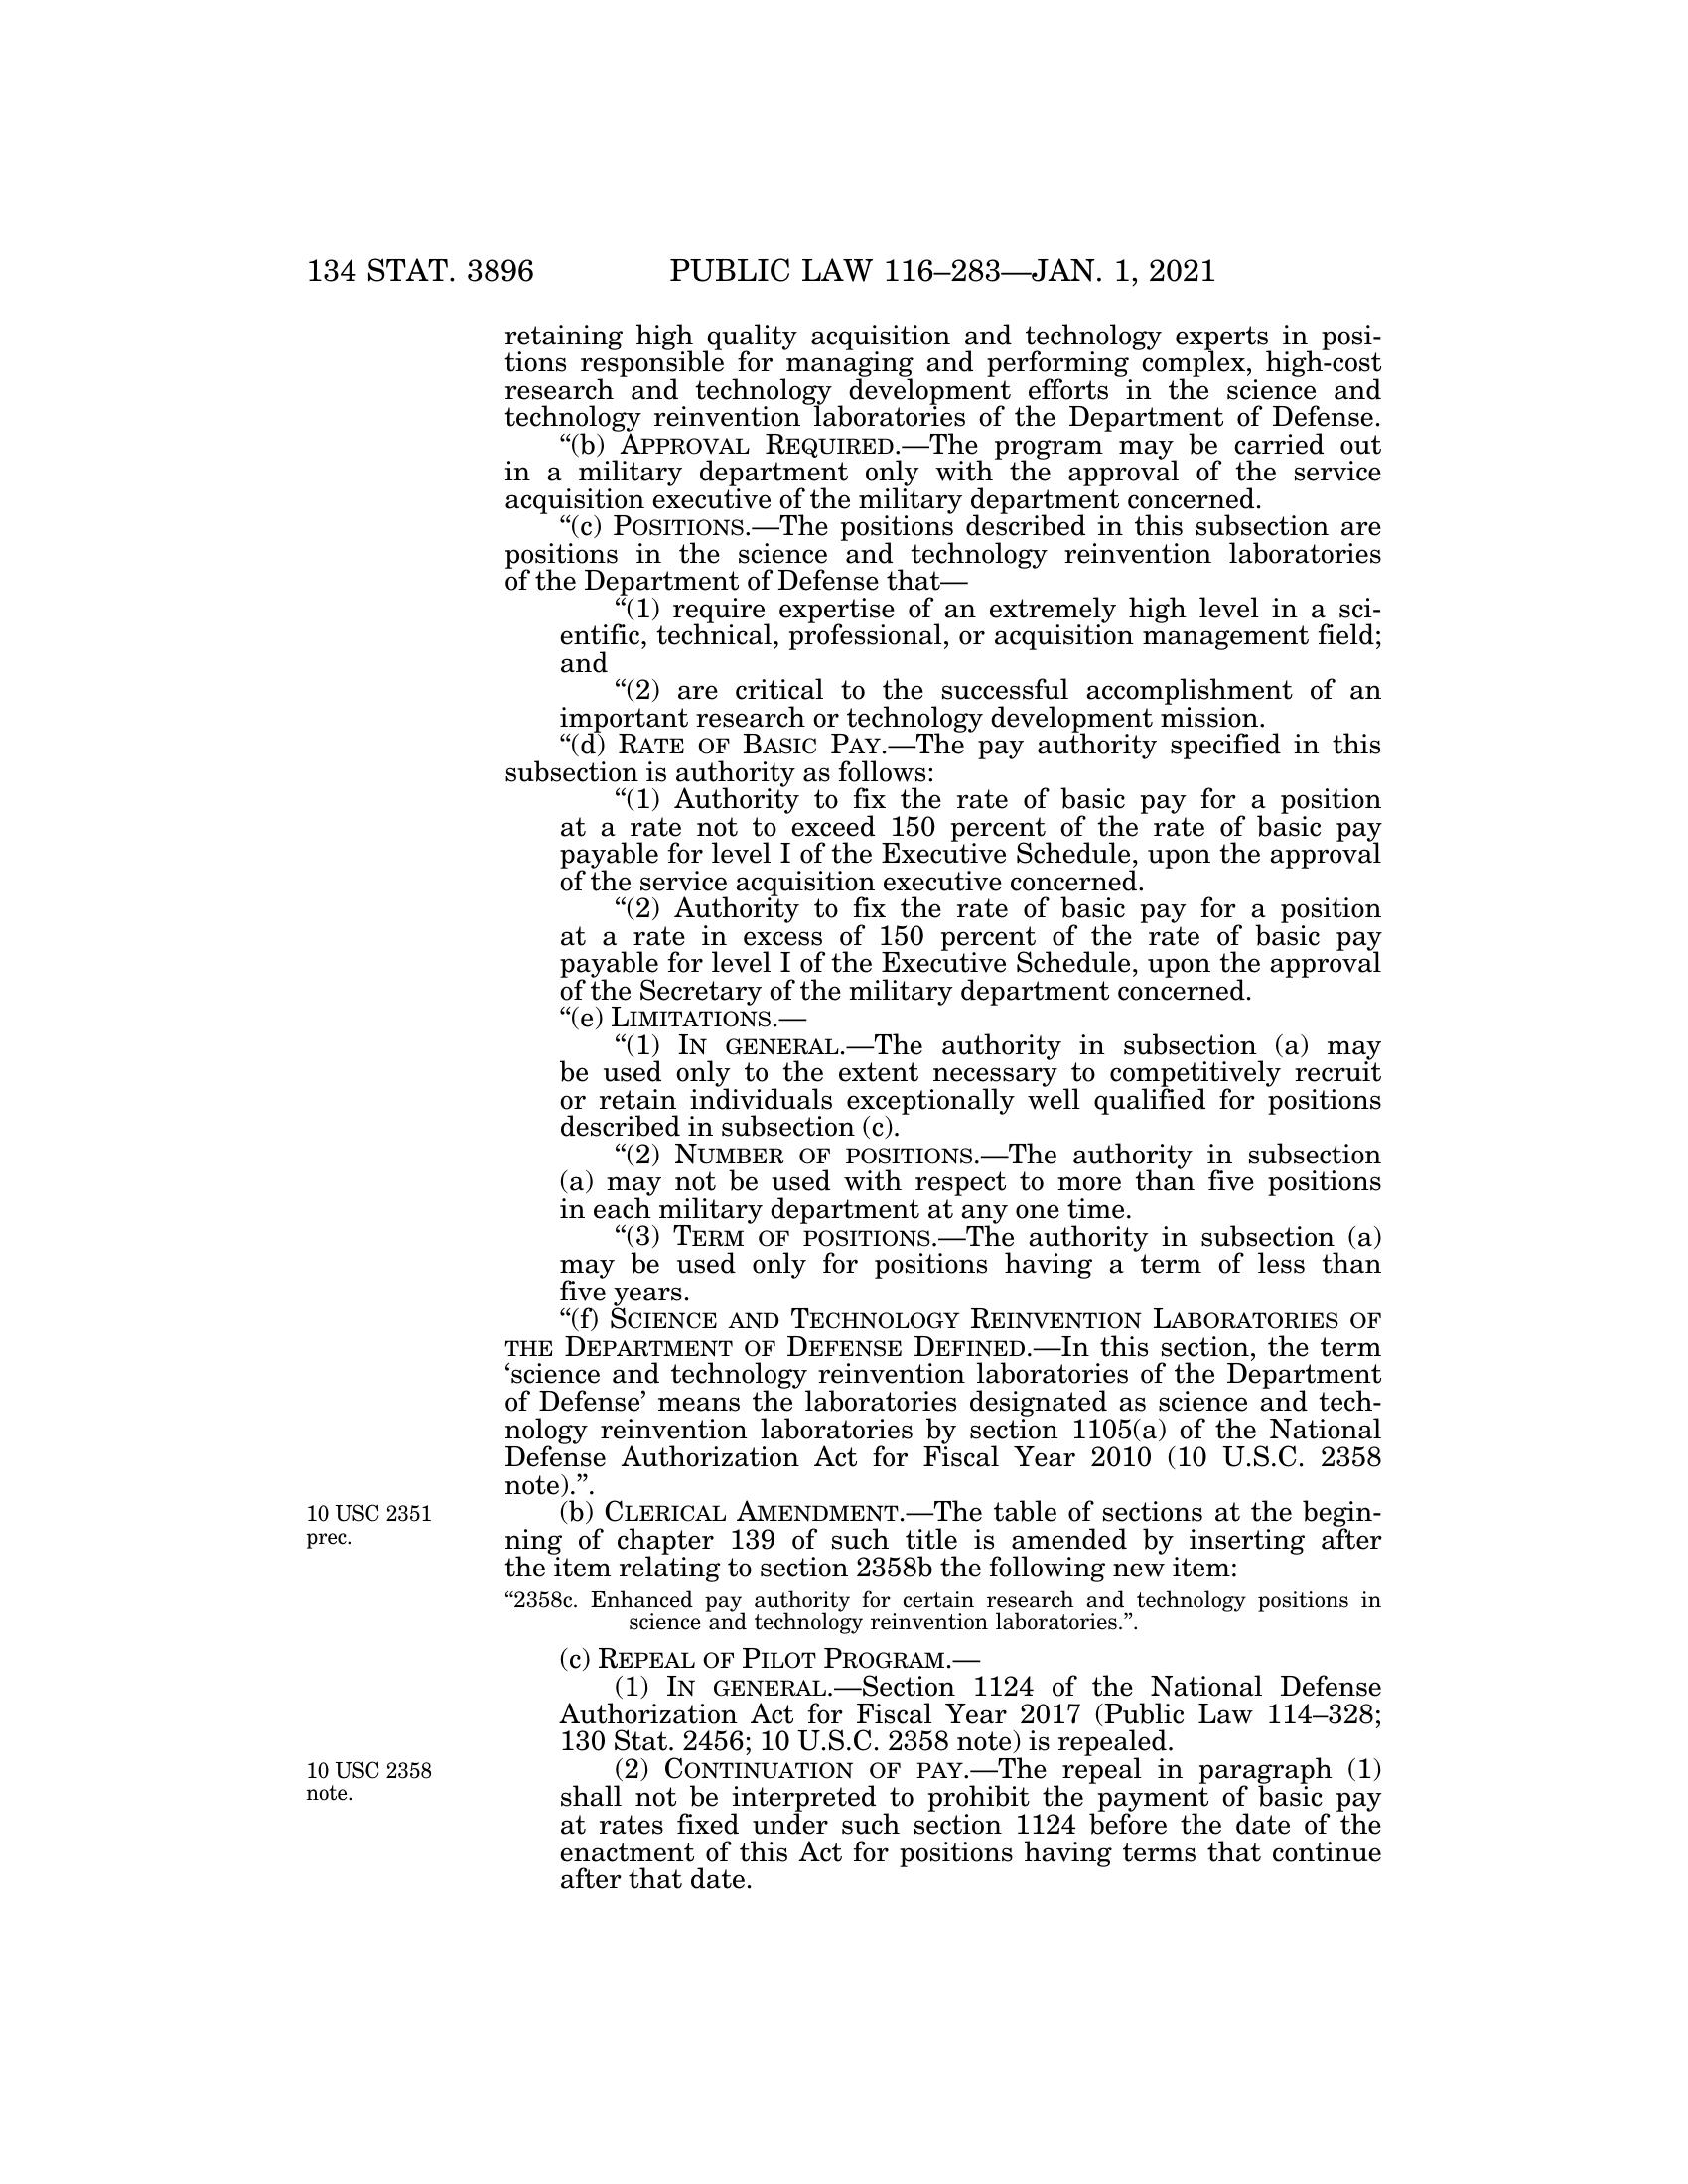 134 STAT. 3896
PUBLIC LAW 116–283—JAN. 1, 2021
retaining high quality acquisition and technology experts in posi-
tions responsible for managing and performing complex, high-cost
research and technology development efforts in the science and
technology reinvention laboratories of the Department of Defense.
“(b) APPROVAL REQUIRED.—The program may be carried out
in a military department only with the approval of the service
acquisition executive of the military department concerned.
“(c) POSITIONS.—The positions described in this subsection are
positions in the science and technology reinvention laboratories
of the Department of Defense that—
“(1) require expertise of an extremely high level in a sci-
entific, technical, professional, or acquisition management field;
and
“(2) are critical to the successful accomplishment of an
important research or technology development mission.
“(d) RATE OF BASIC PAY.—The pay authority specified in this
subsection is authority as follows:
“(1) Authority to fix the rate of basic pay for a position
at a rate not to exceed 150 percent of the rate of basic pay
payable for level I of the Executive Schedule, upon the approval
of the service acquisition executive concerned.
“(2) Authority to fix the rate of basic pay for a position
at a rate in excess of 150 percent of the rate of basic pay
payable for level I of the Executive Schedule, upon the approval
of the Secretary of the military department concerned.
“(e) LIMITATIONS.—
“(1) IN GENERAL.—The authority in subsection (a) may
be used only to the extent necessary to competitively recruit
or retain individuals exceptionally well qualified for positions
described in subsection (c).
“(2) NUMBER OF POSITIONS.—The authority in subsection
(a) may not be used with respect to more than five positions
in each military department at any one time.
“(3) TERM OF POSITIONS.—The authority in subsection (a)
may be used only for positions having a term of less than
five years.
“(f) SCIENCE AND TECHNOLOGY REINVENTION LABORATORIES OF
THE DEPARTMENT OF DEFENSE DEFINED.—In this section, the term
‘science and technology reinvention laboratories of the Department
of Defense’ means the laboratories designated as science and tech-
nology reinvention laboratories by section 1105(a) of the National
Defense Authorization Act for Fiscal Year 2010 (10 U.S.C. 2358
note).”.
10 USC 2351
prec.
(b) CLERICAL AMENDMENT.—The table of sections at the begin-
ning of chapter 139 of such title is amended by inserting after
the item relating to section 2358b the following new item:
“2358c. Enhanced pay authority for certain research and technology positions in
science and technology reinvention laboratories.”.
(c) REPEAL OF PILOT PROGRAM.—
(1) IN GENERAL.—Section 1124 of the National Defense
Authorization Act for Fiscal Year 2017 (Public Law 114–328;
130 Stat. 2456; 10 U.S.C. 2358 note) is repealed.
10 USC 2358
note.
(2) CONTINUATION OF PAY.—The repeal in paragraph (1)
shall not be interpreted to prohibit the payment of basic pay
at rates fixed under such section 1124 before the date of the
enactment of this Act for positions having terms that continue
after that date.